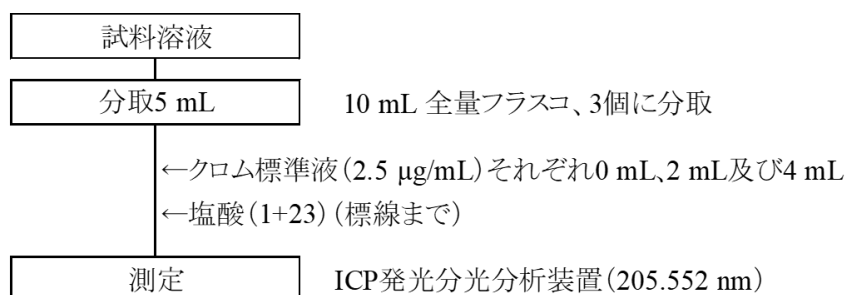 試料溶液
分取5 mL　10 mL 全量フラスコ、3個に分取
←クロム標準液（2.5 μg/mL）それぞれ0 mL、2 mL及び4 mL
←塩酸（1+23）（標線まで）
測定　ICP発光分光分析装置（205.552 nm）